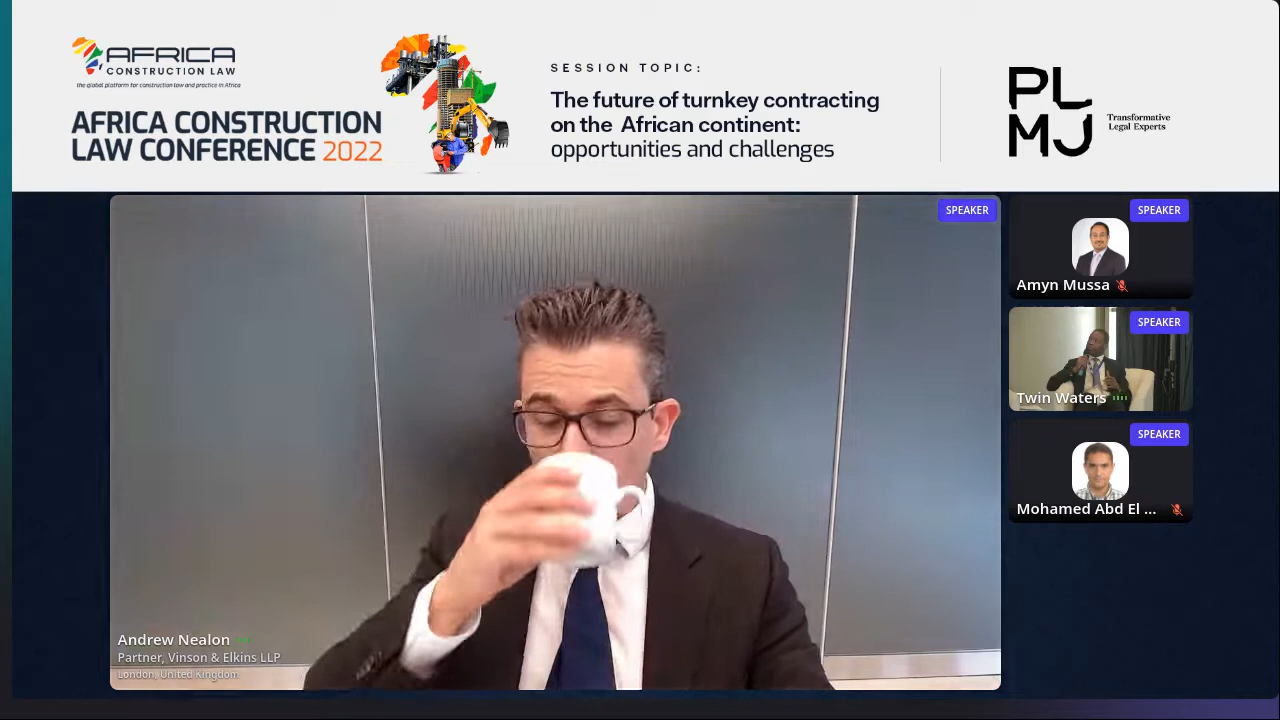 AFRICA
CONSTRUCTION LAW
the global platform for construction law and practice in Africa
AFRICA CONSTRUCTION
LAW CONFERENCE 2022
SESSION TOPIC:
The future of turnkey contracting
on the African continent:
opportunities and challenges
PL
MJ
Transformative
Legal Experts
SPEAKER
Andrew Nealon
Partner, Vinson & Elkins LLP
London, United Kingdom
SPEAKER
Amyn Mussa
SPEAKER
Twin Waters
SPEAKER
Mohamed Abd El ...